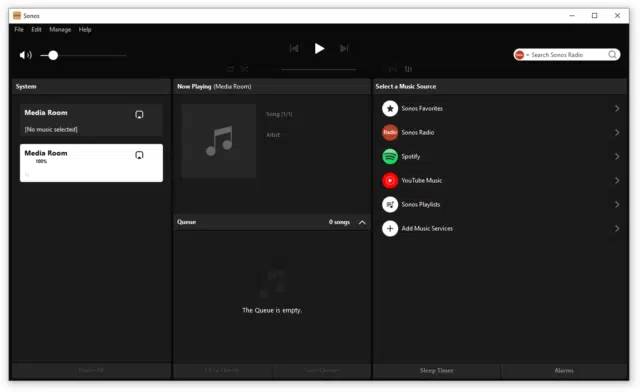 Sonos
File Edit Manage Help
Radio Search Sonos Radio
System
Media Room
[No music selected]
Media Room
100%
Now Playing (Media Room)
Song [1/1]
Artist
Queue 0 songs
The Queue is empty.
Select a Music Source
Sonos Favorites
Radio Sonos Radio
Spotify
YouTube Music
Sonos Playlists
Add Music Services
Sleep Timer Alarms